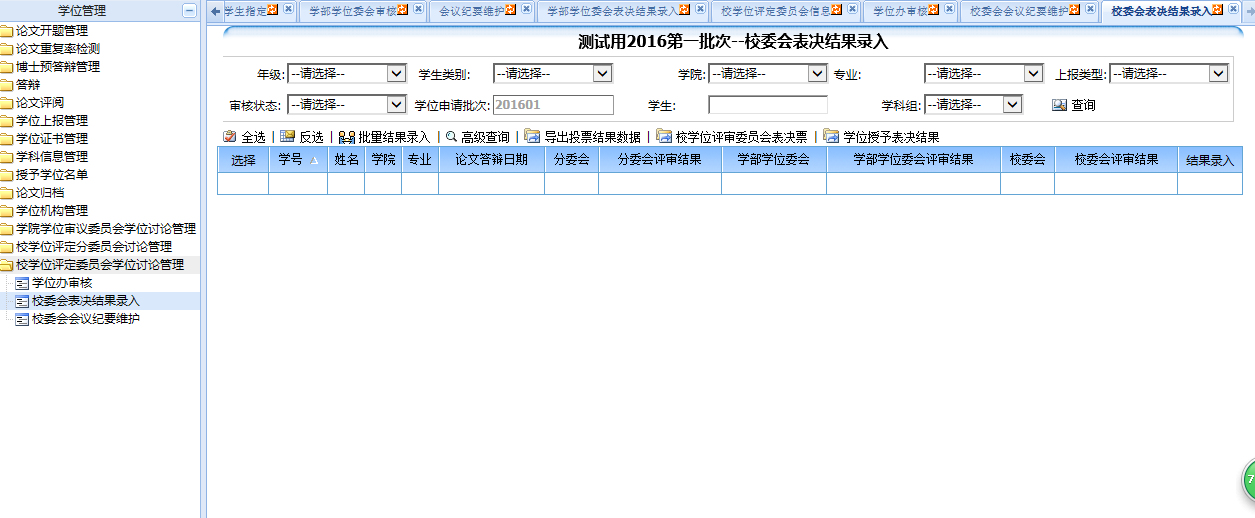 学位管理
论文开题管理
论文重复率检测
博士预答辩管理
答辩
论文评阅
学位上报管理
学位证书管理
学科信息管理
授予学位名单
论文归档
学位机构管理
学院学位审议委员会学位讨论管理
校学位评定分委员会讨论管理
校学位评定委员会学位讨论管理
学位办审核
校委会表决结果录入
校委会会议纪要维护
学生指定 学部学位委会审核 会议纪要维护 学部学位委会表决结果录入 校学位评定委员会信息 学位办审核 校委会会议纪要维护 校委会表决结果录入
测试用2016第一批次--校委会表决结果录入
年级: --请选择-- 学生类别: --请选择-- 学院: --请选择-- 专业: --请选择-- 上报类型: --请选择--
审核状态: --请选择-- 学位申请批次: 201601 学生: 学科组: --请选择-- 查询
全选 | 反选 | 批量结果录入 | 高级查询 | 导出投票结果数据 | 校学位评审委员会表决票 | 学位授予表决结果
选择 学号 姓名 学院 专业 论文答辩日期 分委会 分委会评审结果 学部学位委会 学部学位委会评审结果 校委会 校委会评审结果 结果录入
7